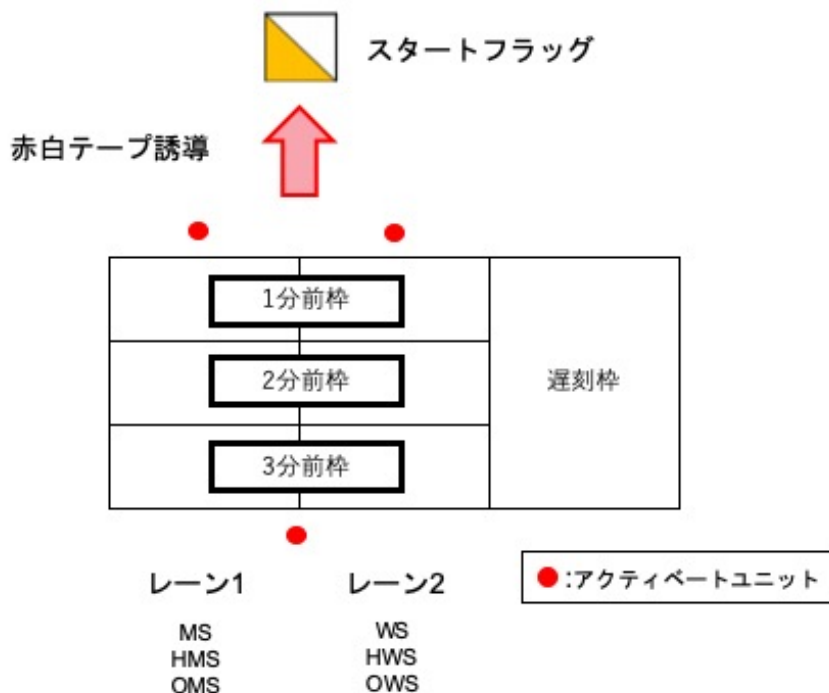 スタートフラッグ
赤白テープ誘導
1分前枠
2分前枠
遅刻枠
3分前枠
レーン1
レーン2
●:アクティベートユニット
MS
HMS
OMS
WS
HWS
OWS